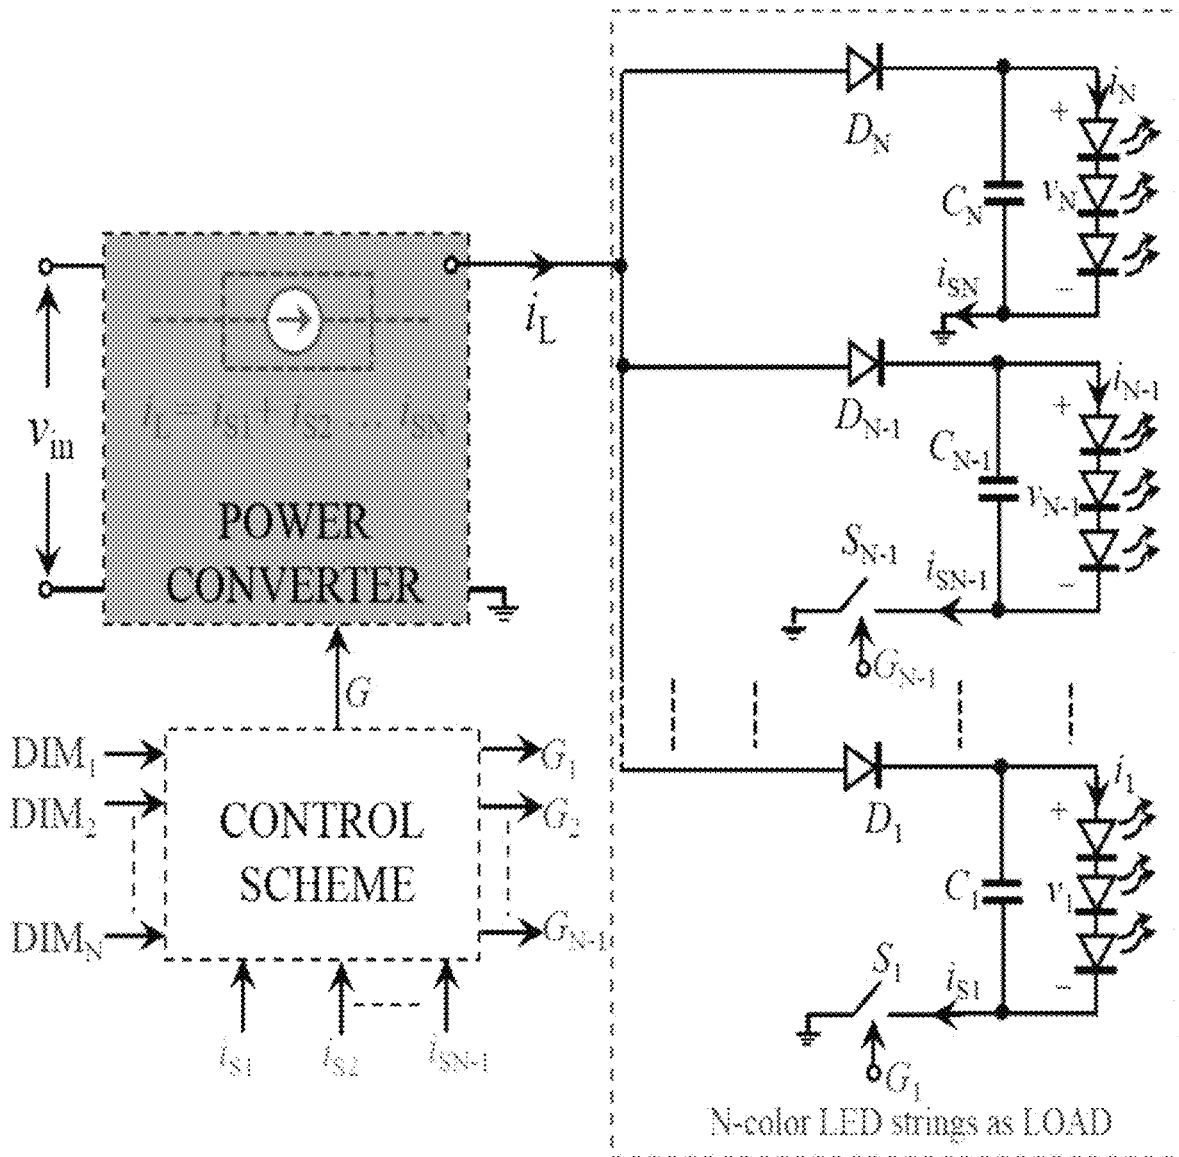 i_N
+
D_N
C_N
v_N
i_SN
−
i_L
v_in
i_N-1
+
D_N-1
C_N-1
v_N-1
POWER
CONVERTER
S_N-1
i_SN-1
−
G_N-1
G
DIM_1
G_1
DIM_2
G_2
CONTROL
SCHEME
DIM_N
G_N-1
i_S1
i_S2
i_SN-1
i_1
+
D_1
C_1
v_1
S_1
i_S1
−
G_1
N-color LED strings as LOAD